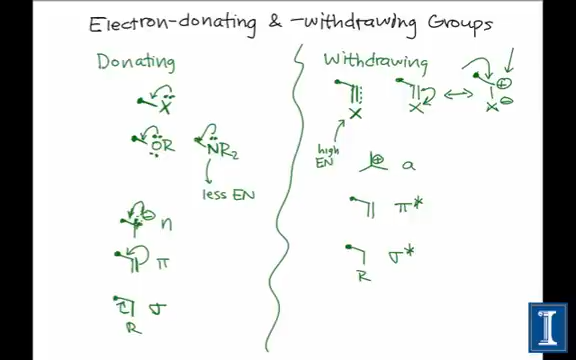 Electron-donating & -withdrawing Groups
Donating
X
OR
NR2
less EN
n
π
σ
R
Withdrawing
X
X
⊕
X
⊖
high
EN
⊕
a
π*
σ*
R
I